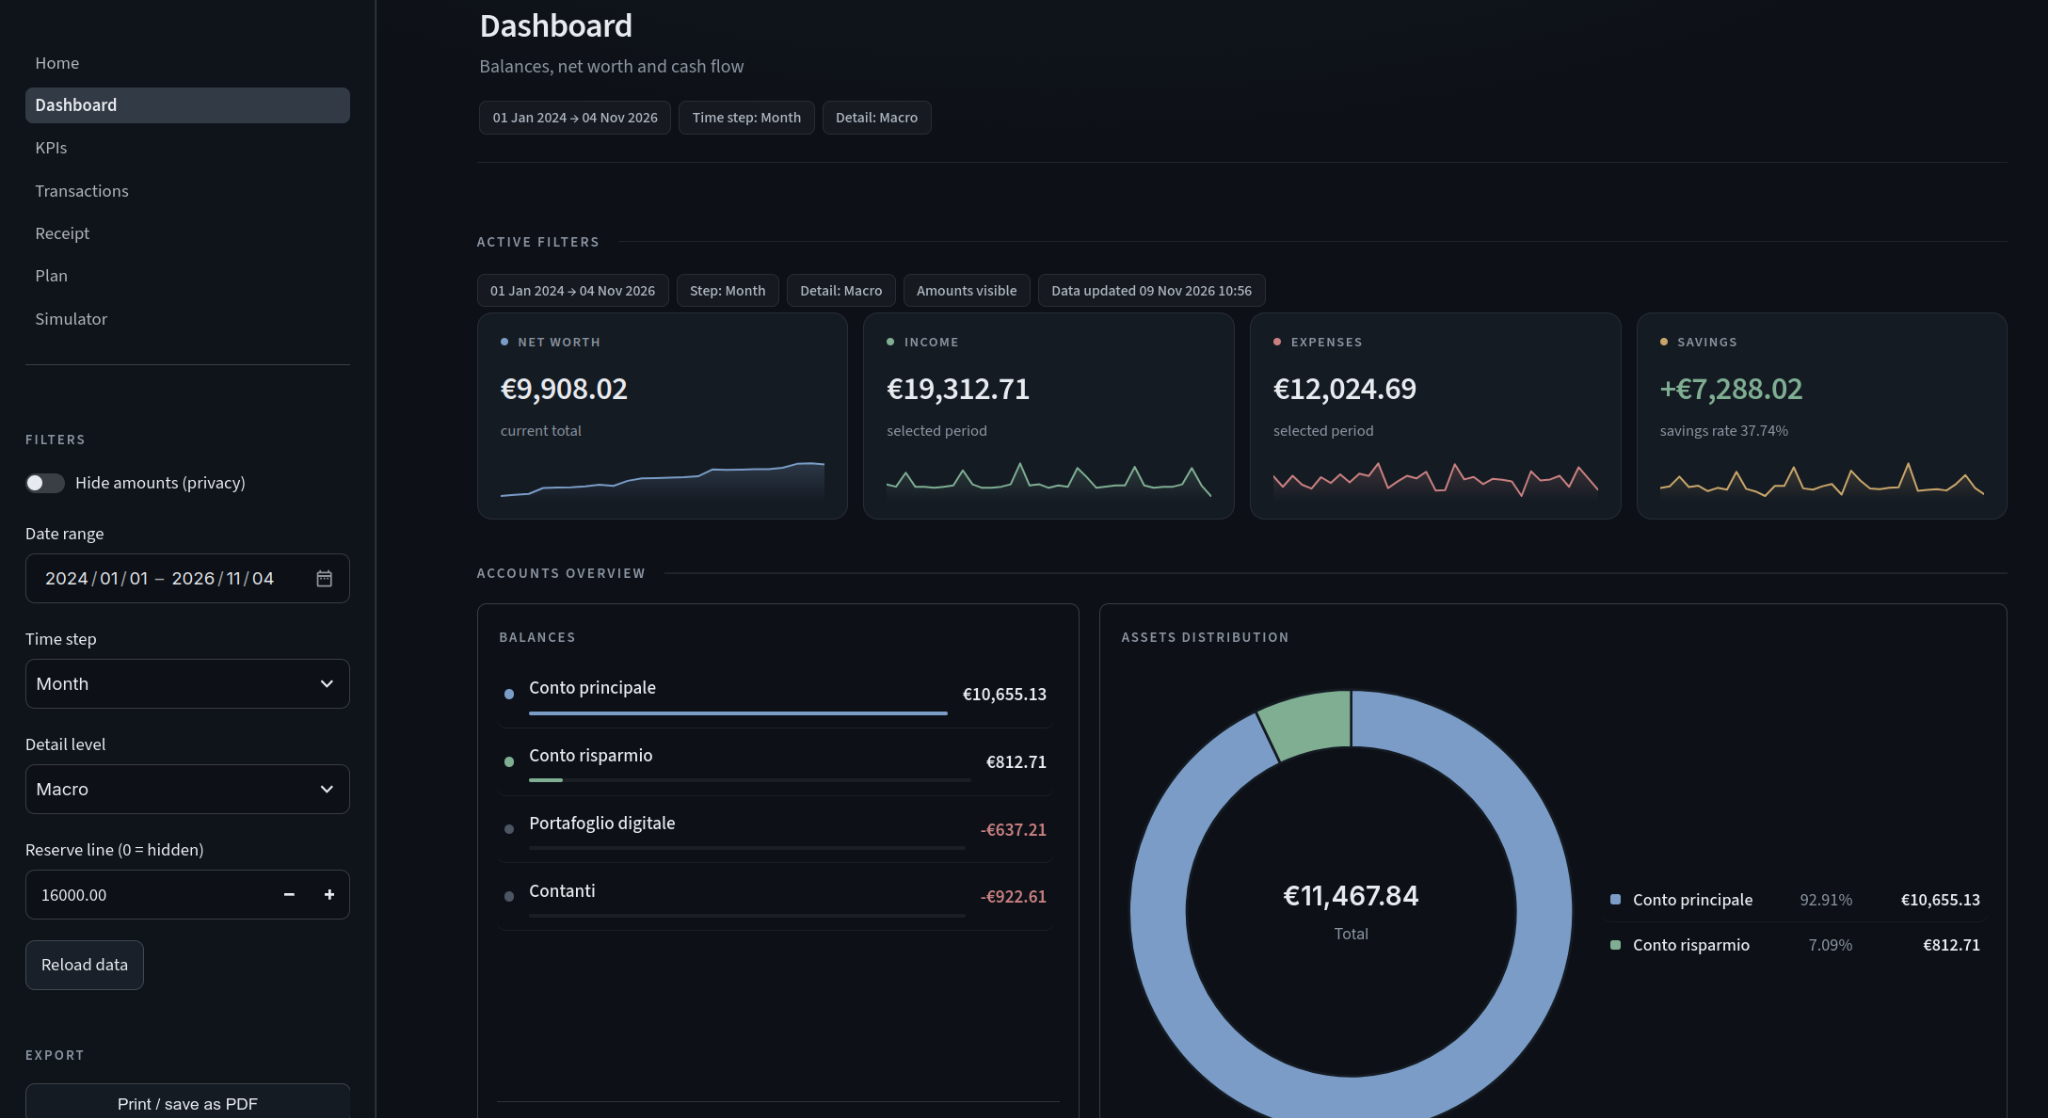 Home
Dashboard
KPIs
Transactions
Receipt
Plan
Simulator
FILTERS
Hide amounts (privacy)
Date range
2024/01/01 – 2026/11/04
Time step
Month
Detail level
Macro
Reserve line (0 = hidden)
16000.00
Reload data
EXPORT
Print / save as PDF
Dashboard
Balances, net worth and cash flow
01 Jan 2024 → 04 Nov 2026
Time step: Month
Detail: Macro
ACTIVE FILTERS
01 Jan 2024 → 04 Nov 2026
Step: Month
Detail: Macro
Amounts visible
Data updated 09 Nov 2026 10:56
NET WORTH
€9,908.02
current total
INCOME
€19,312.71
selected period
EXPENSES
€12,024.69
selected period
SAVINGS
+€7,288.02
savings rate 37.74%
ACCOUNTS OVERVIEW
BALANCES
Conto principale €10,655.13
Conto risparmio €812.71
Portafoglio digitale -€637.21
Contanti -€922.61
ASSETS DISTRIBUTION
€11,467.84
Total
Conto principale 92.91% €10,655.13
Conto risparmio 7.09% €812.71